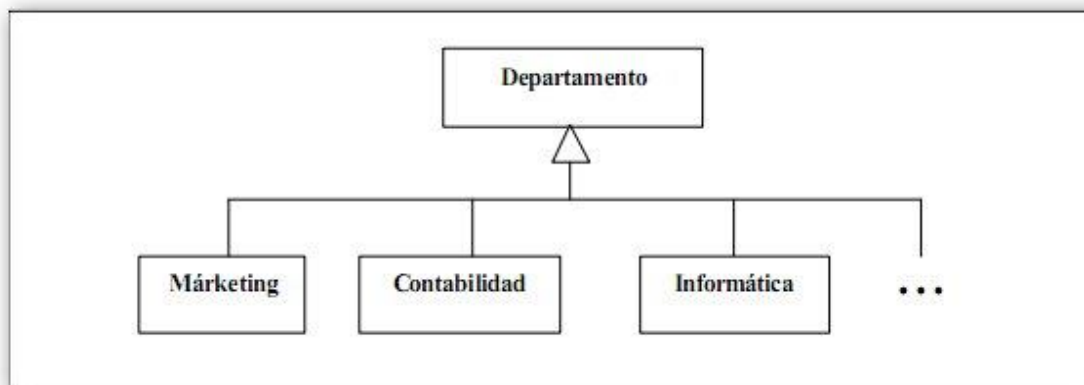 Departamento
Márketing
Contabilidad
Informática
...